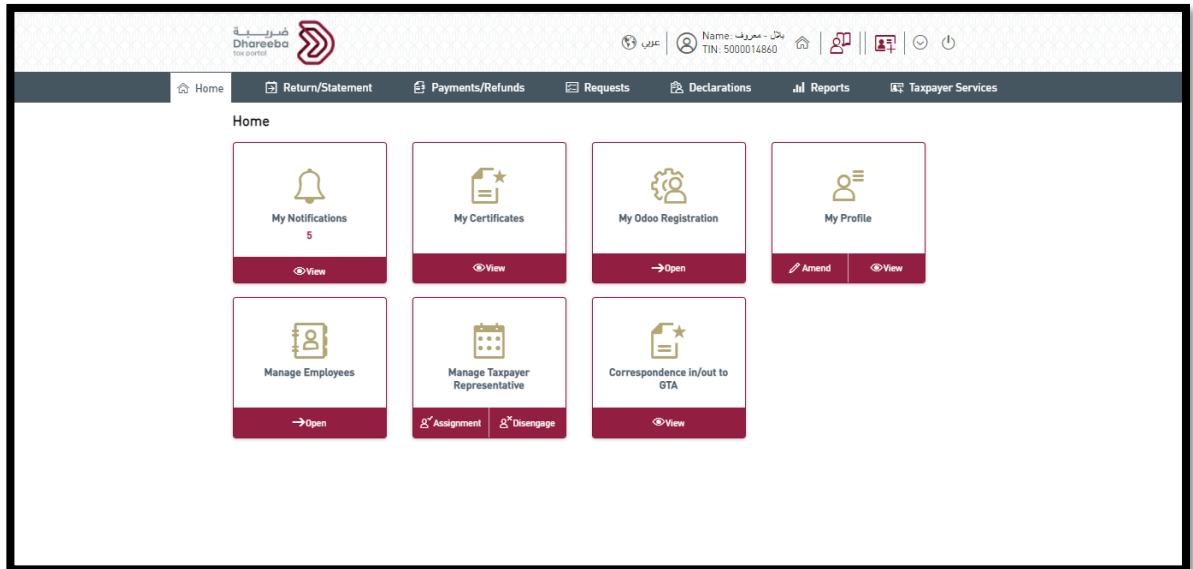 ضريبة
Dhareeba
tax portal
عربي
Name: بلال - معروف
TIN: 5000014860
Home
Return/Statement
Payments/Refunds
Requests
Declarations
Reports
Taxpayer Services
Home
My Notifications
5
View
My Certificates
View
My Odoo Registration
Open
My Profile
Amend
View
Manage Employees
Open
Manage Taxpayer
Representative
Assignment
Disengage
Correspondence in/out to
GTA
View